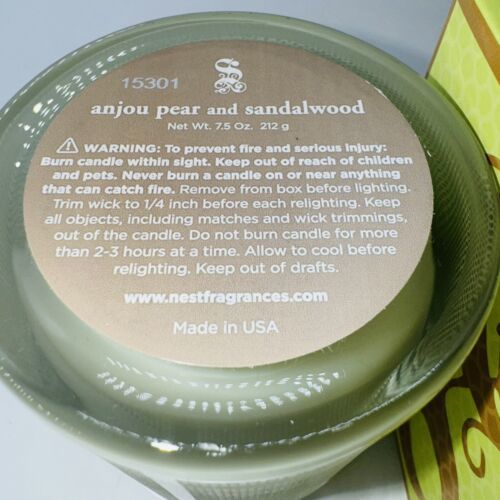 15301
S
anjou pear and sandalwood
Net Wt. 7.5 Oz. 212 g
⚠ WARNING: To prevent fire and serious injury:
Burn candle within sight. Keep out of reach of children
and pets. Never burn a candle on or near anything
that can catch fire. Remove from box before lighting.
Trim wick to 1/4 inch before each relighting. Keep
all objects, including matches and wick trimmings,
out of the candle. Do not burn candle for more
than 2-3 hours at a time. Allow to cool before
relighting. Keep out of drafts.
www.nestfragrances.com
Made in USA